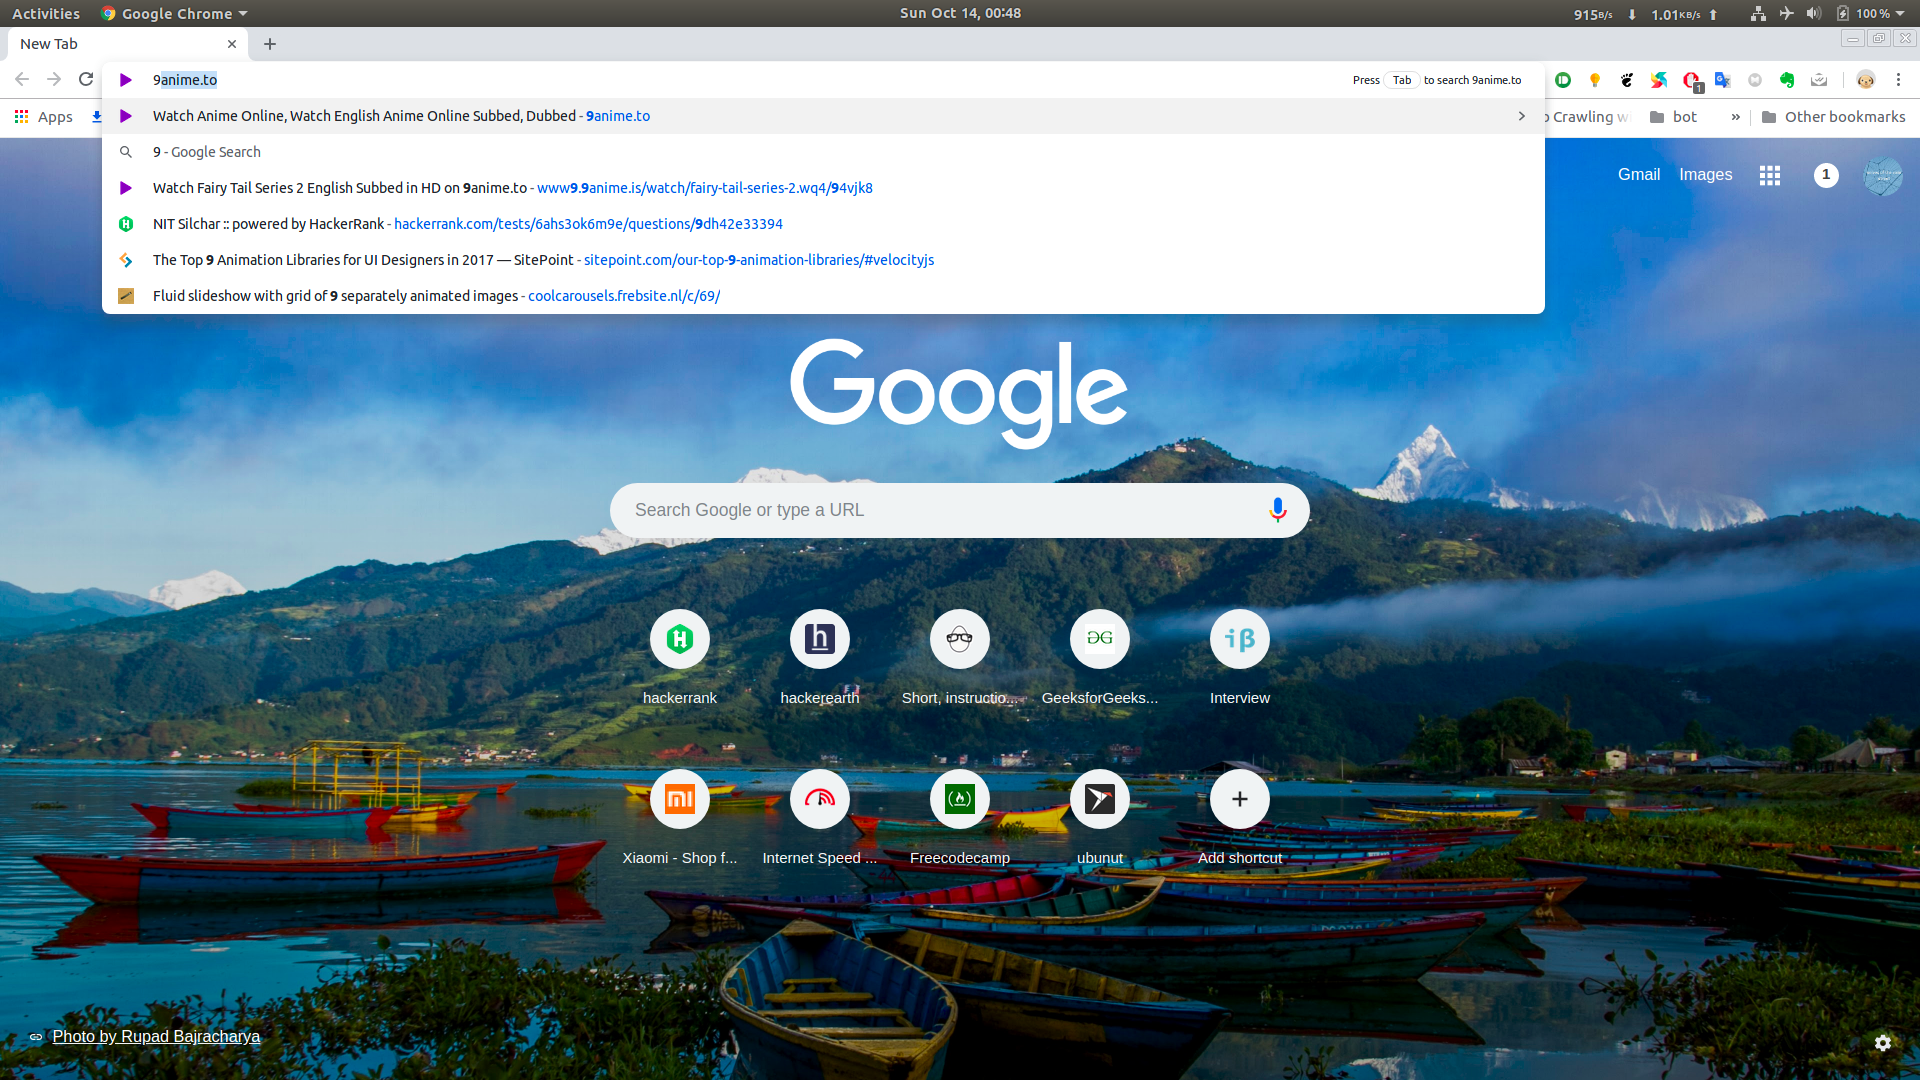 Activities Google Chrome Sun Oct 14, 00:48 915B/s 1.01KB/s 100 %
New Tab
9anime.to Press Tab to search 9anime.to
Apps Crawling bot » Other bookmarks
Watch Anime Online, Watch English Anime Online Subbed, Dubbed - 9anime.to
9 - Google Search
Watch Fairy Tail Series 2 English Subbed in HD on 9anime.to - www9.9anime.is/watch/fairy-tail-series-2.wq4/94vjk8
NIT Silchar :: powered by HackerRank - hackerrank.com/tests/6ahs3ok6m9e/questions/9dh42e33394
The Top 9 Animation Libraries for UI Designers in 2017 — SitePoint - sitepoint.com/our-top-9-animation-libraries/#velocityjs
Fluid slideshow with grid of 9 separately animated images - coolcarousels.frebsite.nl/c/69/
Gmail Images 1
Google
Search Google or type a URL
hackerrank hackerearth Short, instructio... GeeksforGeeks... Interview
Xiaomi - Shop f... Internet Speed ... Freecodecamp ubunut Add shortcut
Photo by Rupad Bajracharya